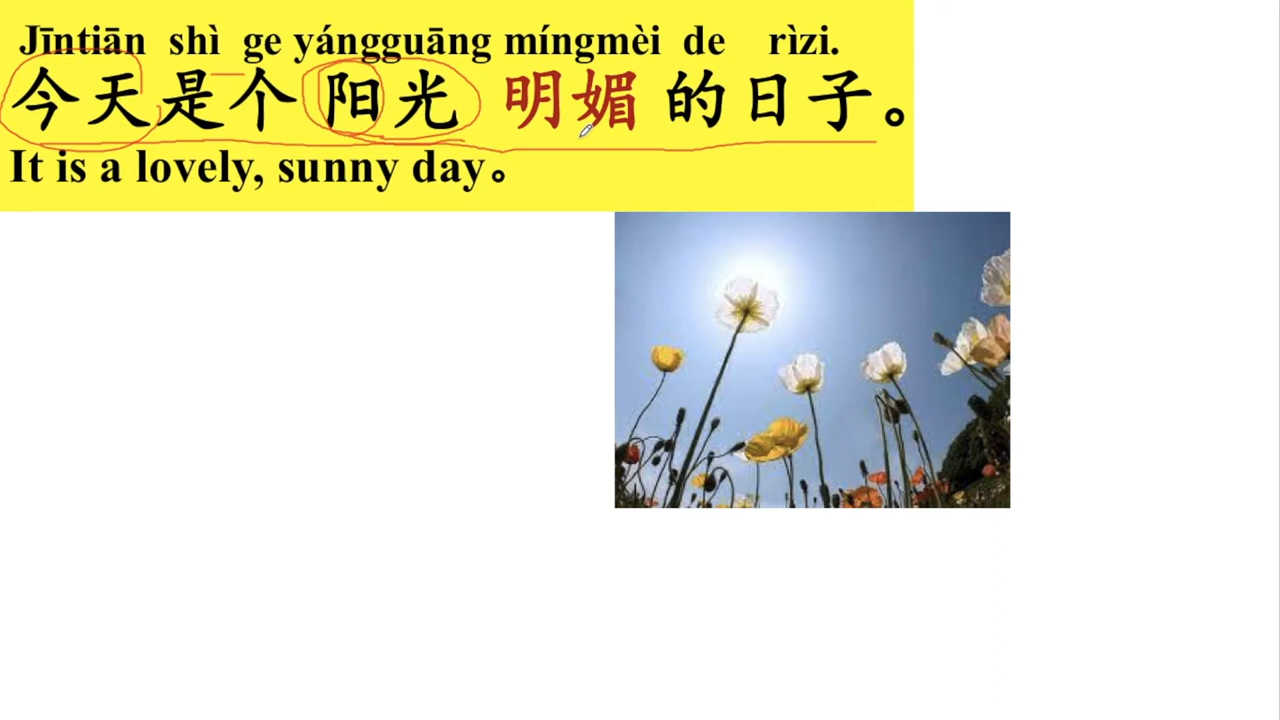 Jīntiān shì ge yángguāng míngmèi de rìzi.
今天是个 阳光 明媚 的日子。
It is a lovely, sunny day。